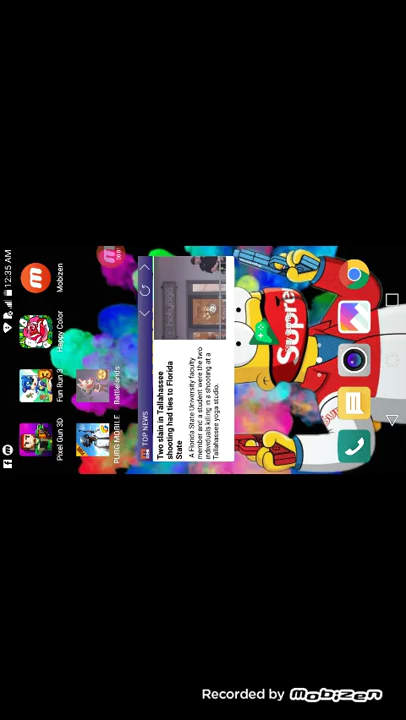 12:35 AM
Pixel Gun 3D
Fun Run 3
Happy Color
Mobizen
PUBG MOBILE
Battlelands
TOP NEWS
Two slain in Tallahassee
shooting had ties to Florida
State
A Florida State University faculty
member and a student were the two
individuals killing in a shooting at a
Tallahassee yoga studio.
Supre
Recorded by Mobizen